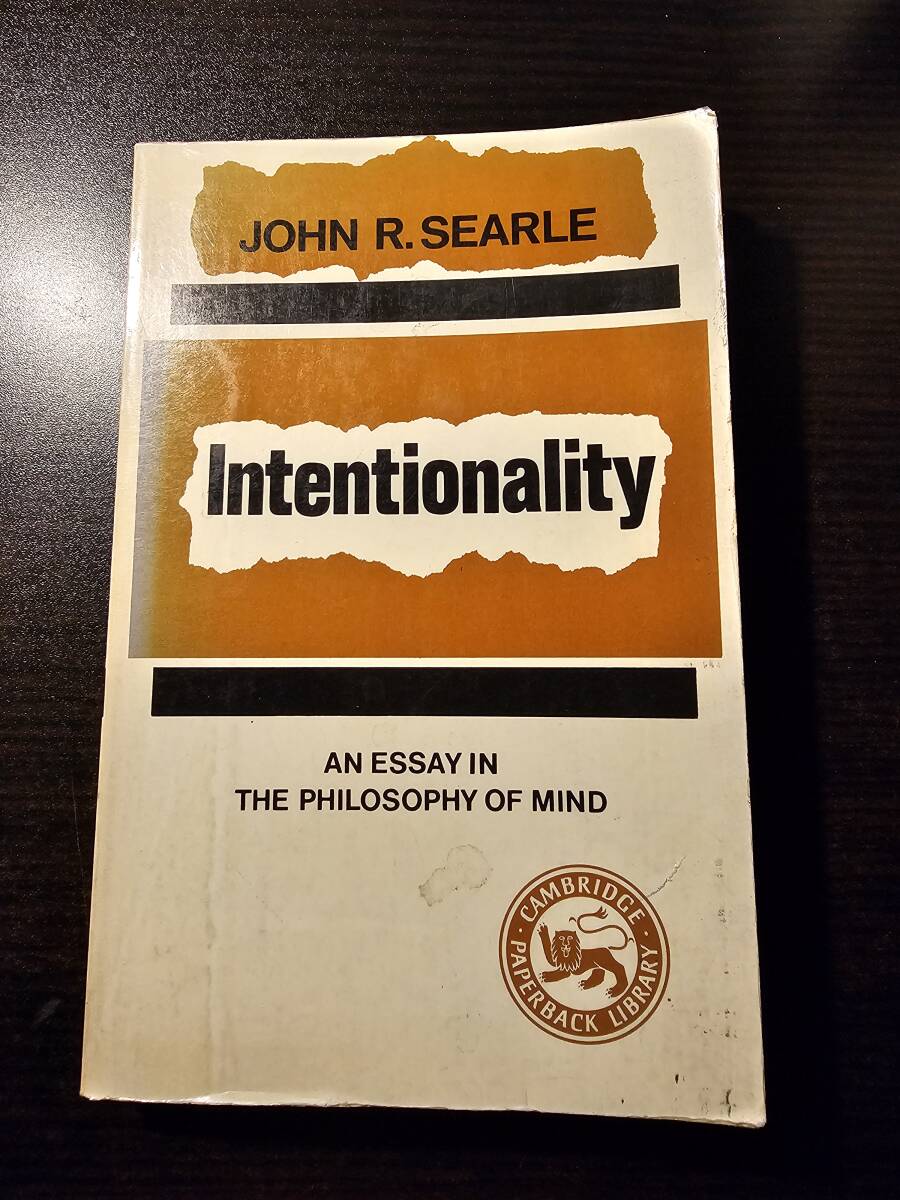 JOHN R. SEARLE
Intentionality
AN ESSAY IN
THE PHILOSOPHY OF MIND
· CAMBRIDGE ·
PAPERBACK LIBRARY